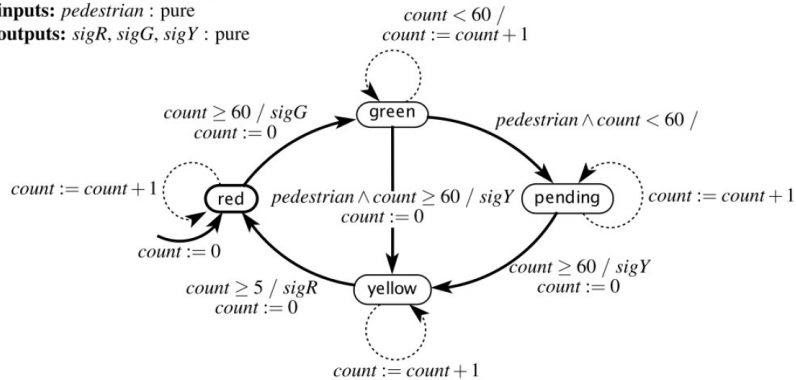 inputs: pedestrian : pure
outputs: sigR, sigG, sigY : pure
count < 60 /
count := count + 1
green
count ≥ 60 / sigG
count := 0
pedestrian ∧ count < 60 /
count := count + 1
red
pedestrian ∧ count ≥ 60 / sigY
count := 0
pending
count := count + 1
count := 0
count ≥ 60 / sigY
count := 0
count ≥ 5 / sigR
count := 0
yellow
count := count + 1